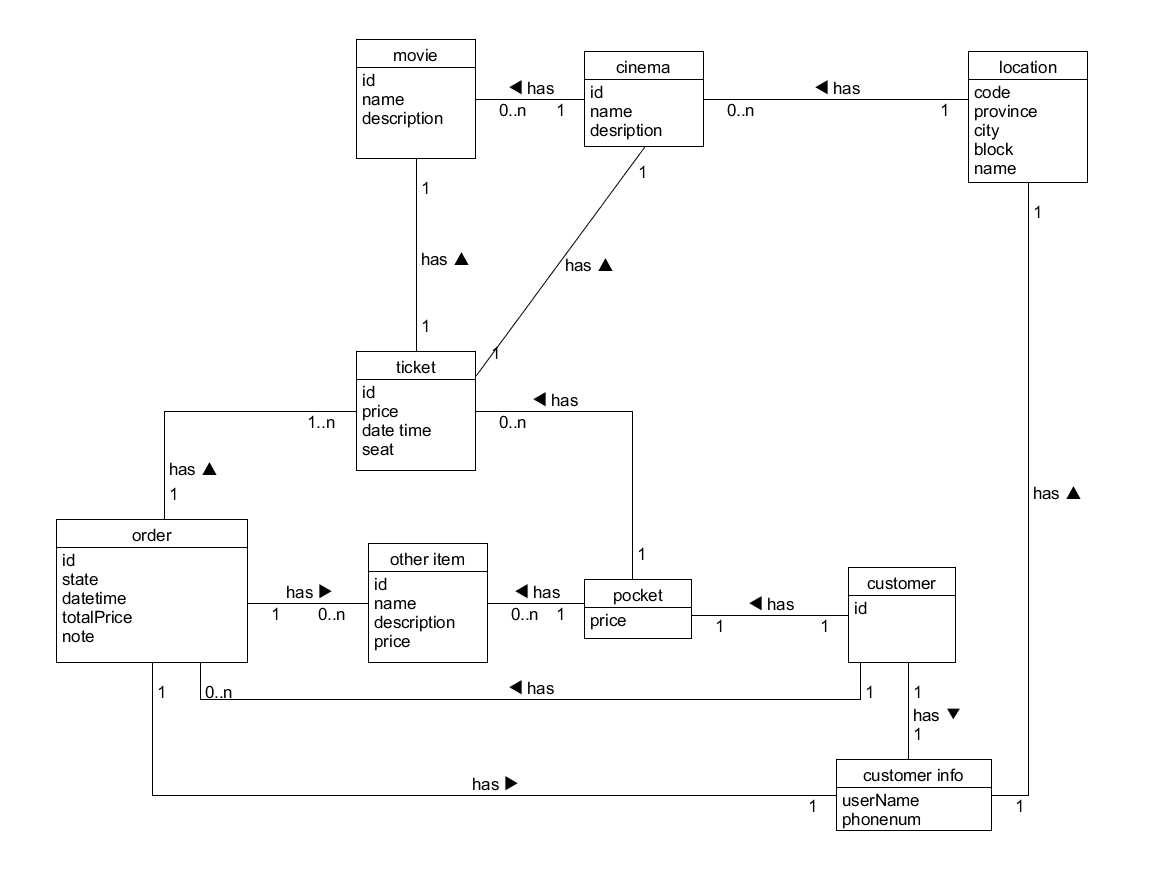 movie
id
name
description
◀ has
0..n 1
cinema
id
name
desription
◀ has
0..n 1
location
code
province
city
block
name
1
has ▲
1
1
has ▲
1
1
has ▲
1
ticket
id
price
date time
seat
1..n
has ▲
1
◀ has
0..n
1
order
id
state
datetime
totalPrice
note
has ▶
1 0..n
other item
id
name
description
price
◀ has
0..n 1
pocket
price
◀ has
1 1
customer
id
1
0..n
◀ has
1
1
has ▼
1
has ▶
1
customer info
userName
phonenum
1